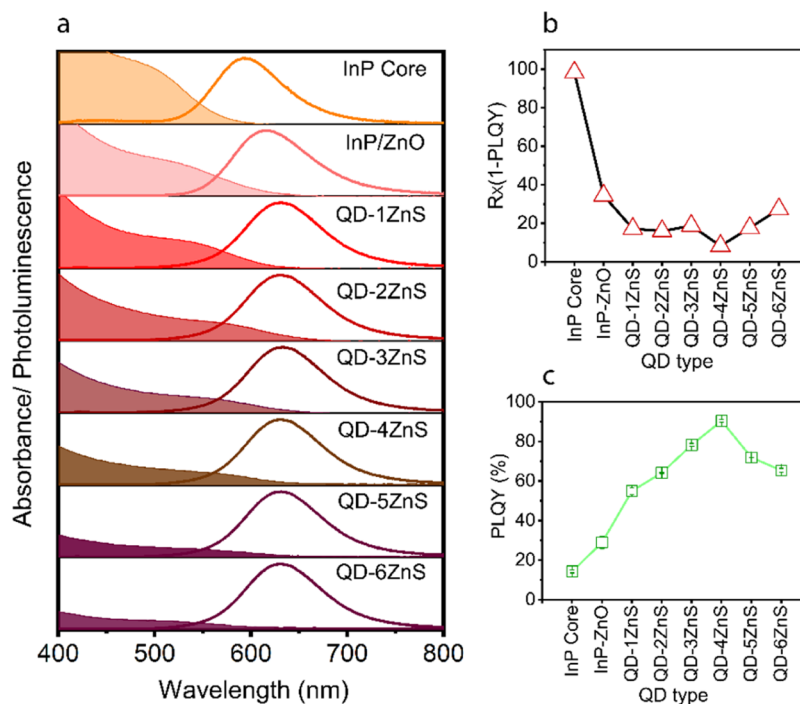 a
Absorbance/ Photoluminescence
InP Core
InP/ZnO
QD-1ZnS
QD-2ZnS
QD-3ZnS
QD-4ZnS
QD-5ZnS
QD-6ZnS
400 500 600 700 800
Wavelength (nm)
b
Rx(1-PLQY)
100
80
60
40
20
0
InP Core
InP-ZnO
QD-1ZnS
QD-2ZnS
QD-3ZnS
QD-4ZnS
QD-5ZnS
QD-6ZnS
QD type
c
PLQY (%)
100
80
60
40
20
0
InP Core
InP-ZnO
QD-1ZnS
QD-2ZnS
QD-3ZnS
QD-4ZnS
QD-5ZnS
QD-6ZnS
QD type